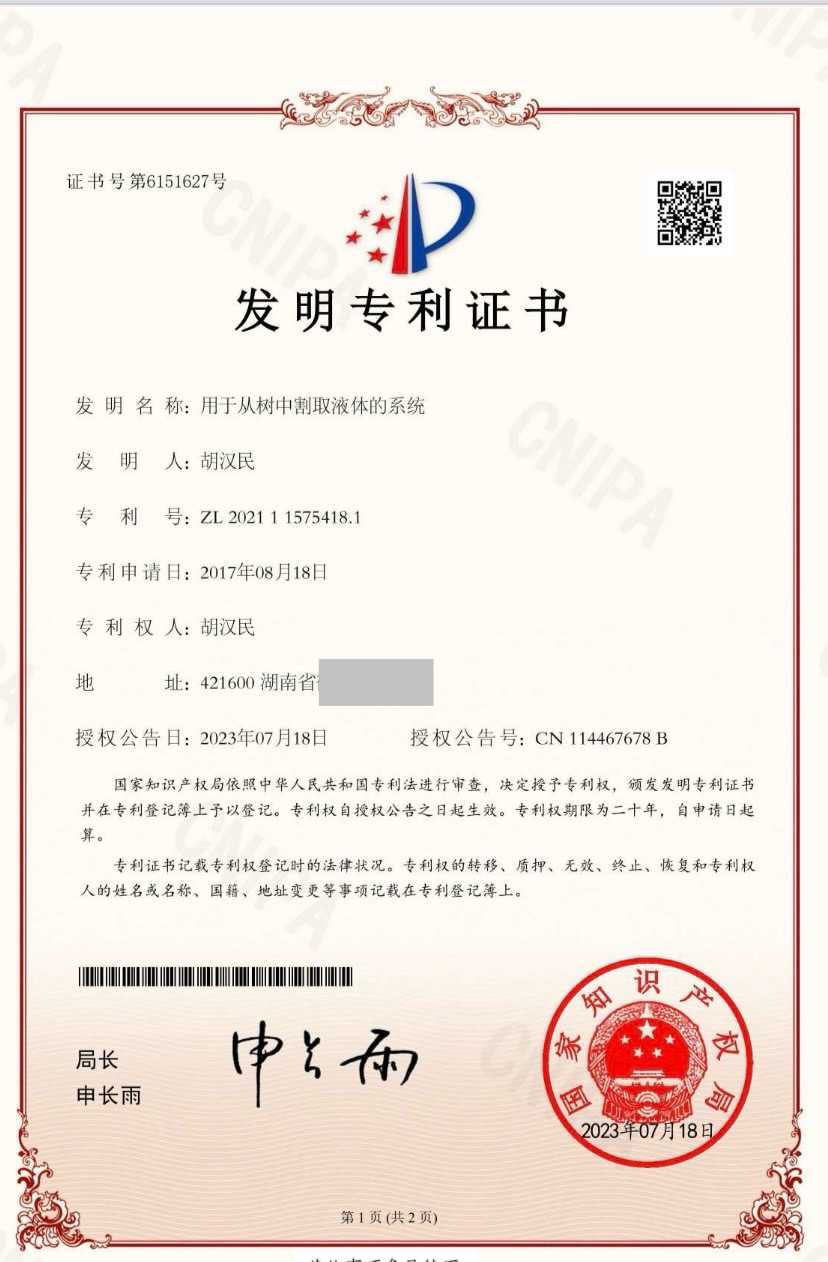 证书号第6151627号
发明专利证书
发明名称：用于从树中割取液体的系统
发明人：胡汉民
专利号：ZL 2021 1 1575418.1
专利申请日：2017年08月18日
专利权人：胡汉民
地址：421600 湖南省
授权公告日：2023年07月18日 授权公告号：CN 114467678 B
国家知识产权局依照中华人民共和国专利法进行审查，决定授予专利权，颁发发明专利证书
并在专利登记簿上予以登记。专利权自授权公告之日起生效。专利权期限为二十年，自申请日起
算。
专利证书记载专利权登记时的法律状况。专利权的转移、质押、无效、终止、恢复和专利权
人的姓名或名称、国籍、地址变更等事项记载在专利登记簿上。
局长
申长雨
申长雨
国家知识产权局
2023年07月18日
第 1 页 (共 2 页)
CNIPA
CNIPA
CNIPA